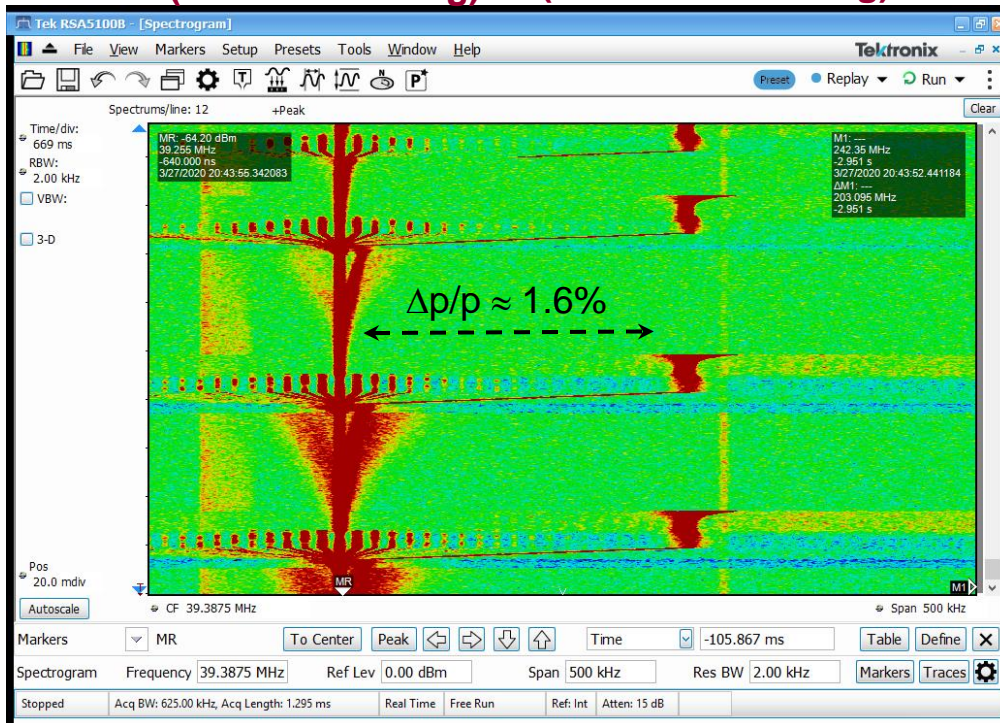 Tek RSA5100B - [Spectrogram]
File View Markers Setup Presets Tools Window Help Tektronix
Preset Replay Run
Spectrums/line: 12 +Peak Clear
Time/div:
669 ms
RBW:
2.00 kHz
VBW:
3-D
MR: -64.20 dBm
39.255 MHz
-640.000 ns
3/27/2020 20:43:55.342083
M1: ---
242.35 MHz
-2.951 s
3/27/2020 20:43:52.441184
ΔM1: ---
203.095 MHz
-2.951 s
Δp/p ≈ 1.6%
Pos
20.0 mdiv
MR
M1
Autoscale CF 39.3875 MHz Span 500 kHz
Markers MR To Center Peak Time -105.867 ms Table Define
Spectrogram Frequency 39.3875 MHz Ref Lev 0.00 dBm Span 500 kHz Res BW 2.00 kHz Markers Traces
Stopped Acq BW: 625.00 kHz, Acq Length: 1.295 ms Real Time Free Run Ref: Int Atten: 15 dB